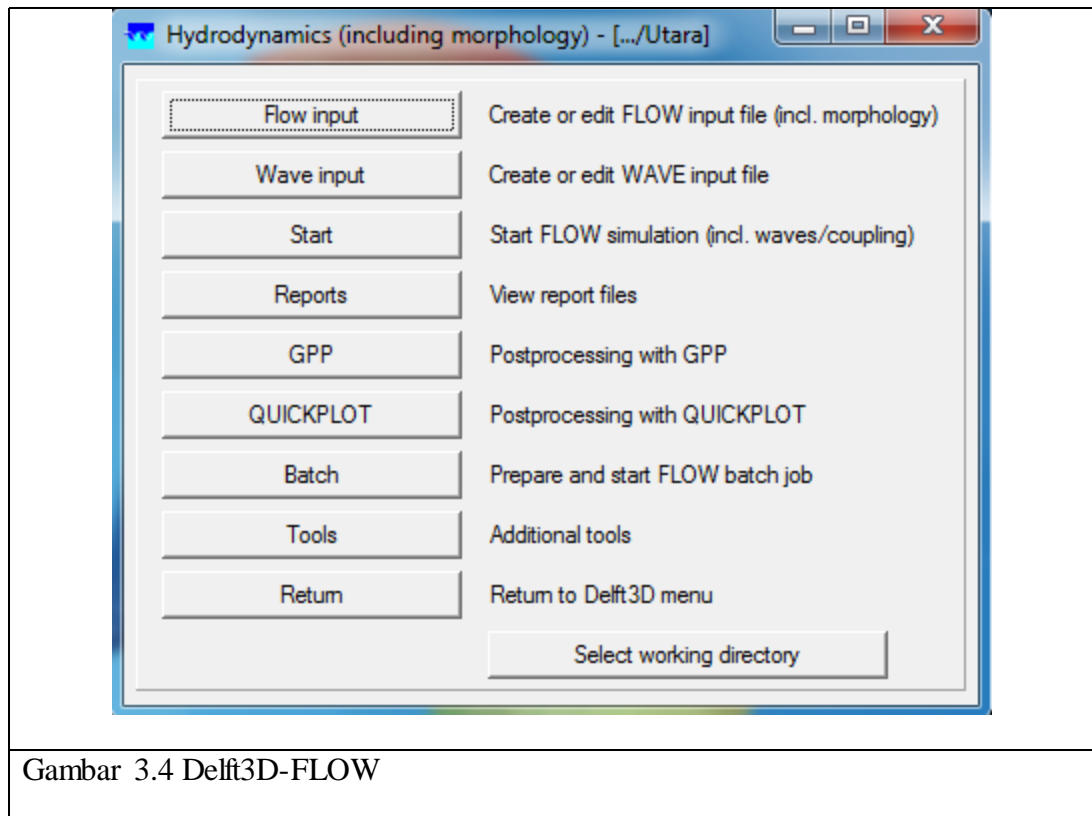 Hydrodynamics (including morphology) - [.../Utara]
Flow input Create or edit FLOW input file (incl. morphology)
Wave input Create or edit WAVE input file
Start Start FLOW simulation (incl. waves/coupling)
Reports View report files
GPP Postprocessing with GPP
QUICKPLOT Postprocessing with QUICKPLOT
Batch Prepare and start FLOW batch job
Tools Additional tools
Return Return to Delft3D menu
Select working directory
Gambar 3.4 Delft3D-FLOW